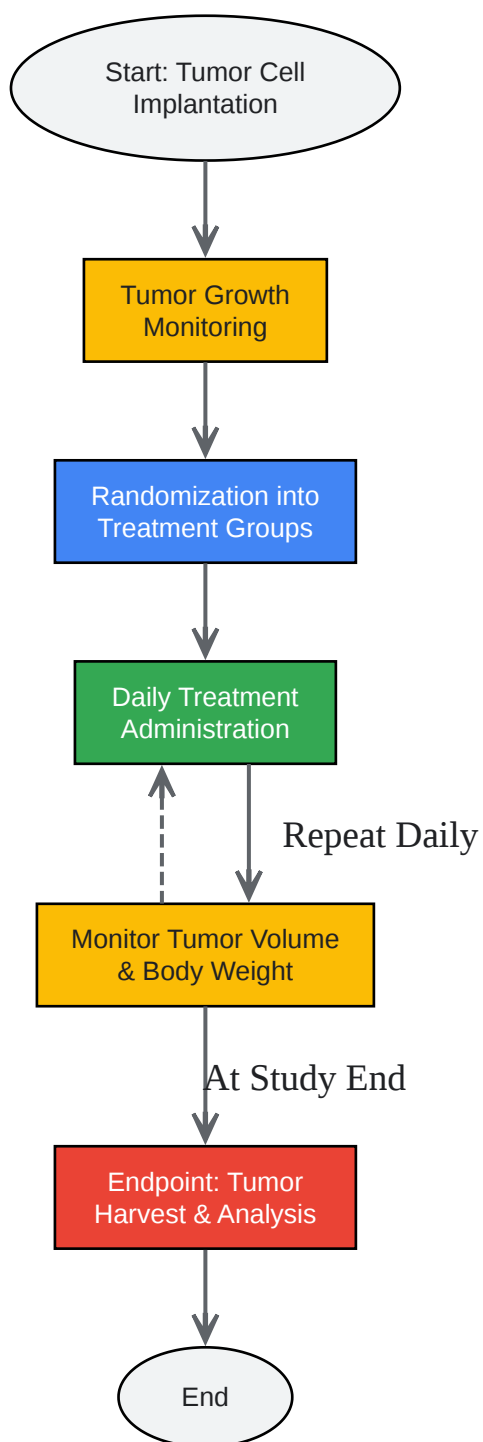 Start: Tumor Cell
Implantation
Tumor Growth
Monitoring
Randomization into
Treatment Groups
Daily Treatment
Administration
Repeat Daily
Monitor Tumor Volume
& Body Weight
At Study End
Endpoint: Tumor
Harvest & Analysis
End